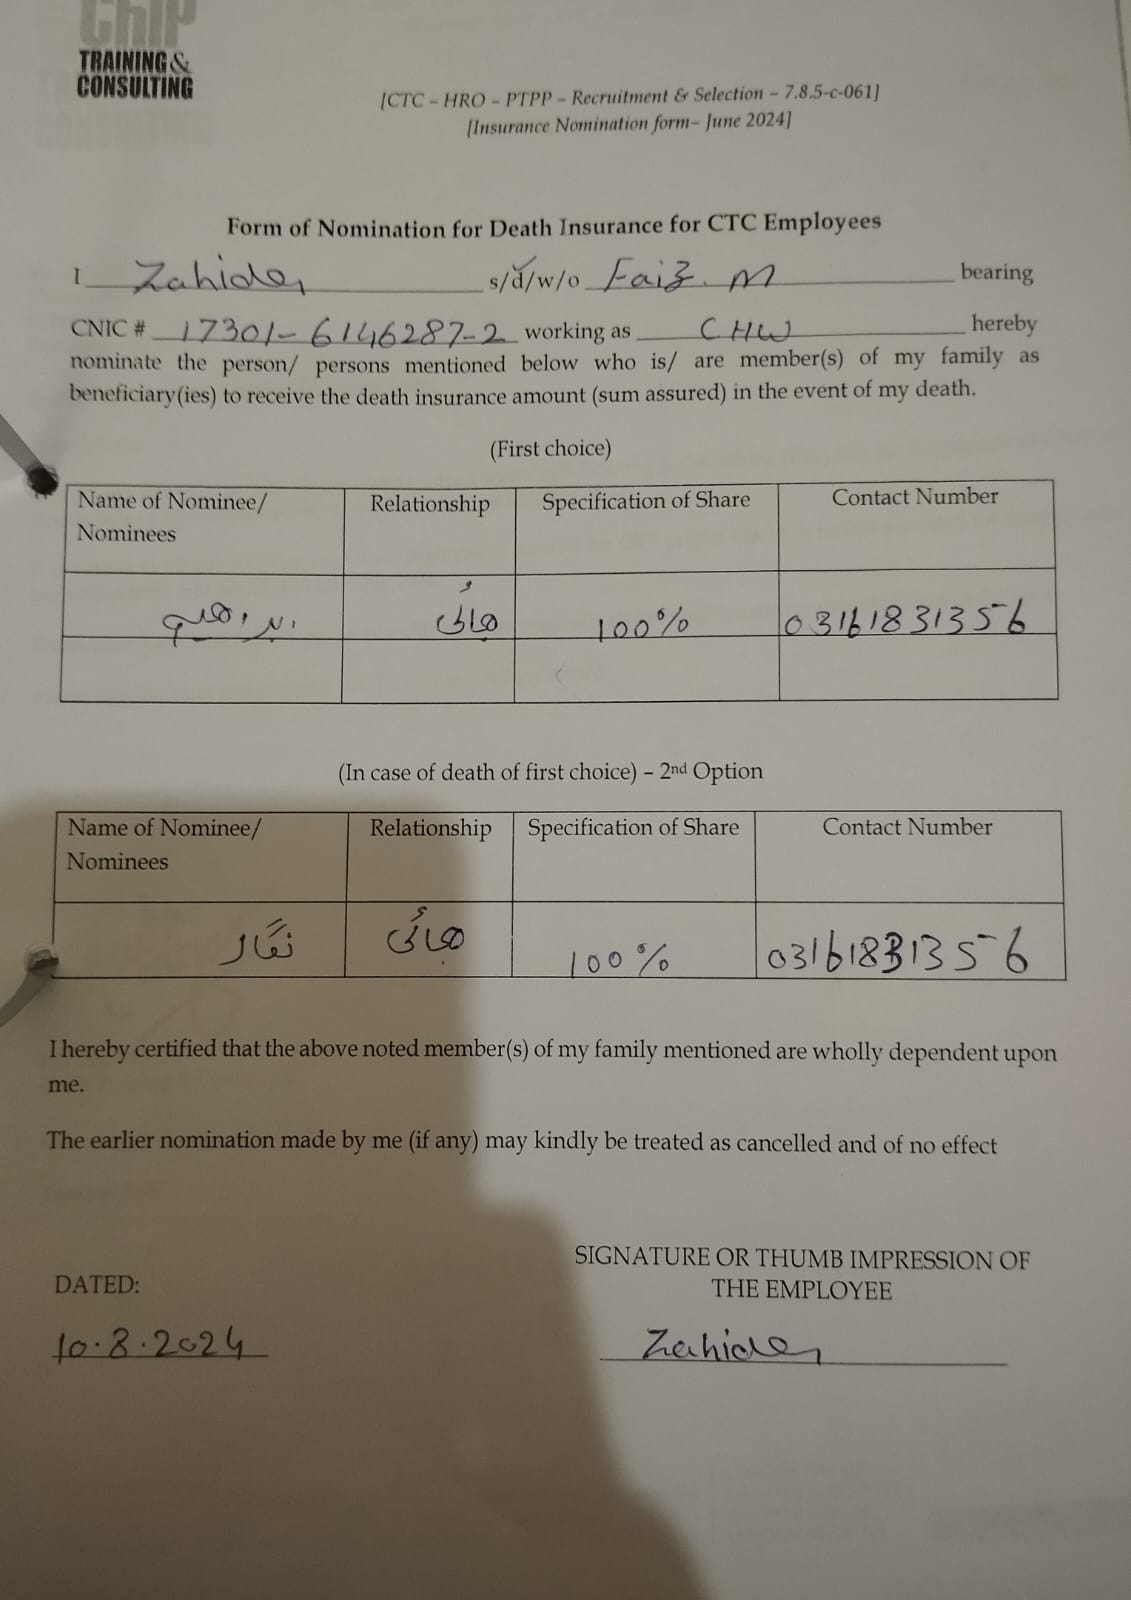 ChIP
TRAINING &
CONSULTING
[CTC – HRO – PTPP – Recruitment & Selection – 7.8.5-c-061]
[Insurance Nomination form– June 2024]
Form of Nomination for Death Insurance for CTC Employees
I Zahida s/d/w/o Faiz. M bearing
CNIC # 17301-6146287-2 working as CHW hereby
nominate the person/ persons mentioned below who is/ are member(s) of my family as
beneficiary(ies) to receive the death insurance amount (sum assured) in the event of my death.
(First choice)
Name of Nominee/ Relationship Specification of Share Contact Number
Nominees
بھائی 100% 03161831356
(In case of death of first choice) – 2nd Option
Name of Nominee/ Relationship Specification of Share Contact Number
Nominees
بھائی 100% 03161831356
I hereby certified that the above noted member(s) of my family mentioned are wholly dependent upon
me.
The earlier nomination made by me (if any) may kindly be treated as cancelled and of no effect
SIGNATURE OR THUMB IMPRESSION OF
DATED: THE EMPLOYEE
10.8.2024 Zahida